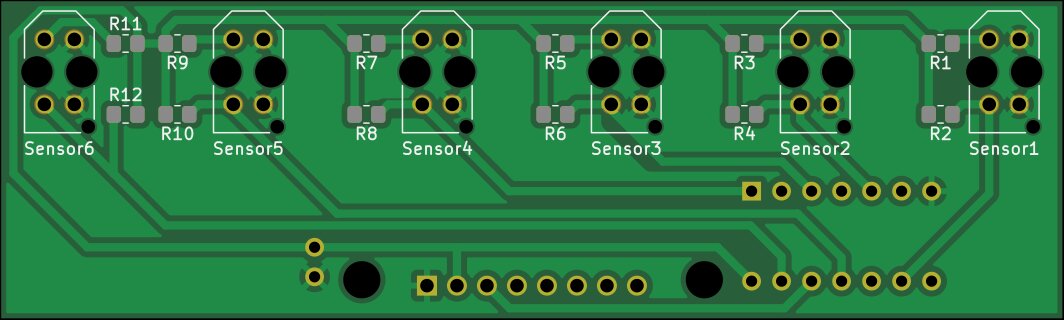 R11
R9
R7
R5
R3
R1
R12
R10
R8
R6
R4
R2
Sensor6
Sensor5
Sensor4
Sensor3
Sensor2
Sensor1